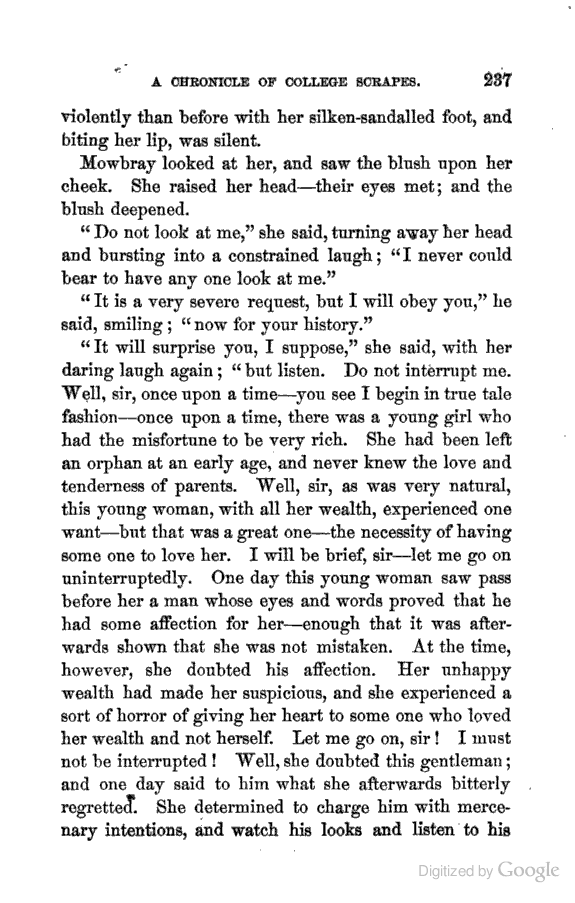 A CHRONICLE OF COLLEGE SCRAPES. 237
violently than before with her silken-sandalled foot, and
biting her lip, was silent.
Mowbray looked at her, and saw the blush upon her
cheek. She raised her head—their eyes met; and the
blush deepened.
“Do not look at me,” she said, turning away her head
and bursting into a constrained laugh; “I never could
bear to have any one look at me.”
“It is a very severe request, but I will obey you,” he
said, smiling; “now for your history.”
“It will surprise you, I suppose,” she said, with her
daring laugh again; “but listen. Do not interrupt me.
Well, sir, once upon a time—you see I begin in true tale
fashion—once upon a time, there was a young girl who
had the misfortune to be very rich. She had been left
an orphan at an early age, and never knew the love and
tenderness of parents. Well, sir, as was very natural,
this young woman, with all her wealth, experienced one
want—but that was a great one—the necessity of having
some one to love her. I will be brief, sir—let me go on
uninterruptedly. One day this young woman saw pass
before her a man whose eyes and words proved that he
had some affection for her—enough that it was after-
wards shown that she was not mistaken. At the time,
however, she doubted his affection. Her unhappy
wealth had made her suspicious, and she experienced a
sort of horror of giving her heart to some one who loved
her wealth and not herself. Let me go on, sir! I must
not be interrupted! Well, she doubted this gentleman;
and one day said to him what she afterwards bitterly
regretted. She determined to charge him with merce-
nary intentions, and watch his looks and listen to his
Digitized by Google